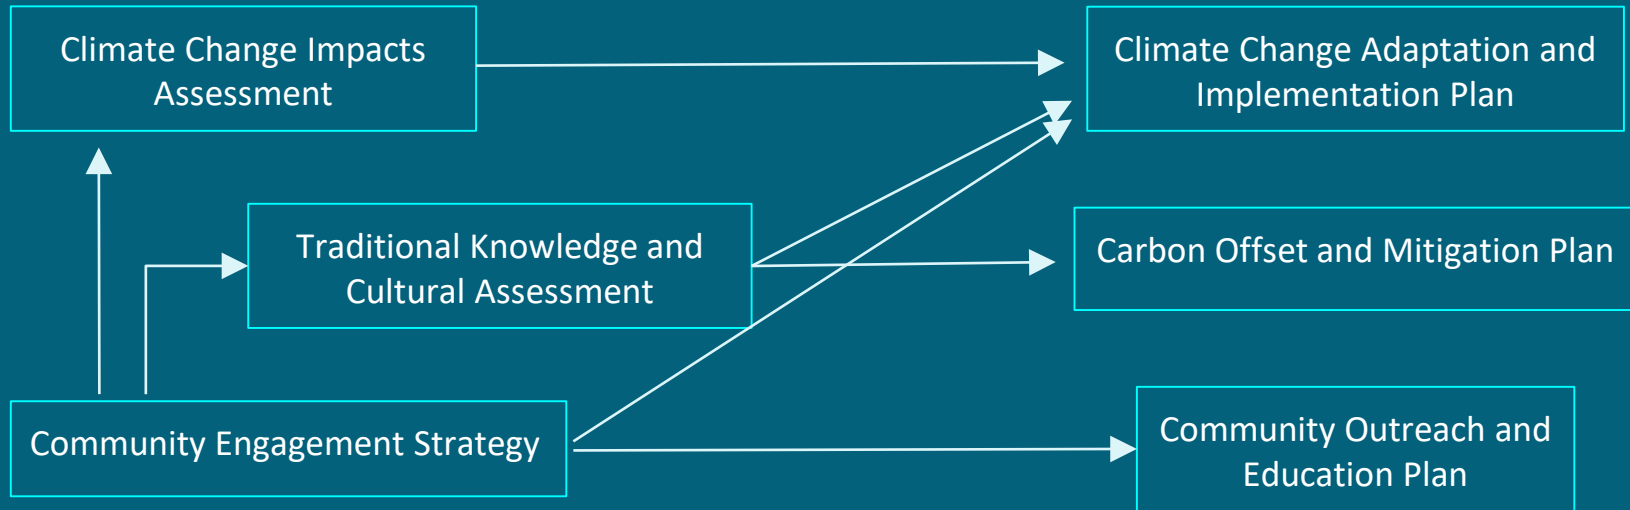 Climate Change Impacts
Assessment
Climate Change Adaptation and
Implementation Plan
Traditional Knowledge and
Cultural Assessment
Carbon Offset and Mitigation Plan
Community Engagement Strategy
Community Outreach and
Education Plan